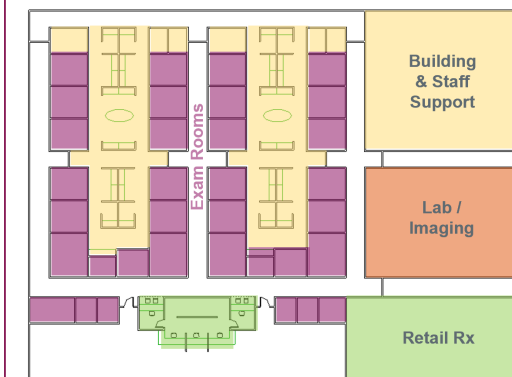 Building
& Staff
Support
Exam Rooms
Lab /
Imaging
Retail Rx